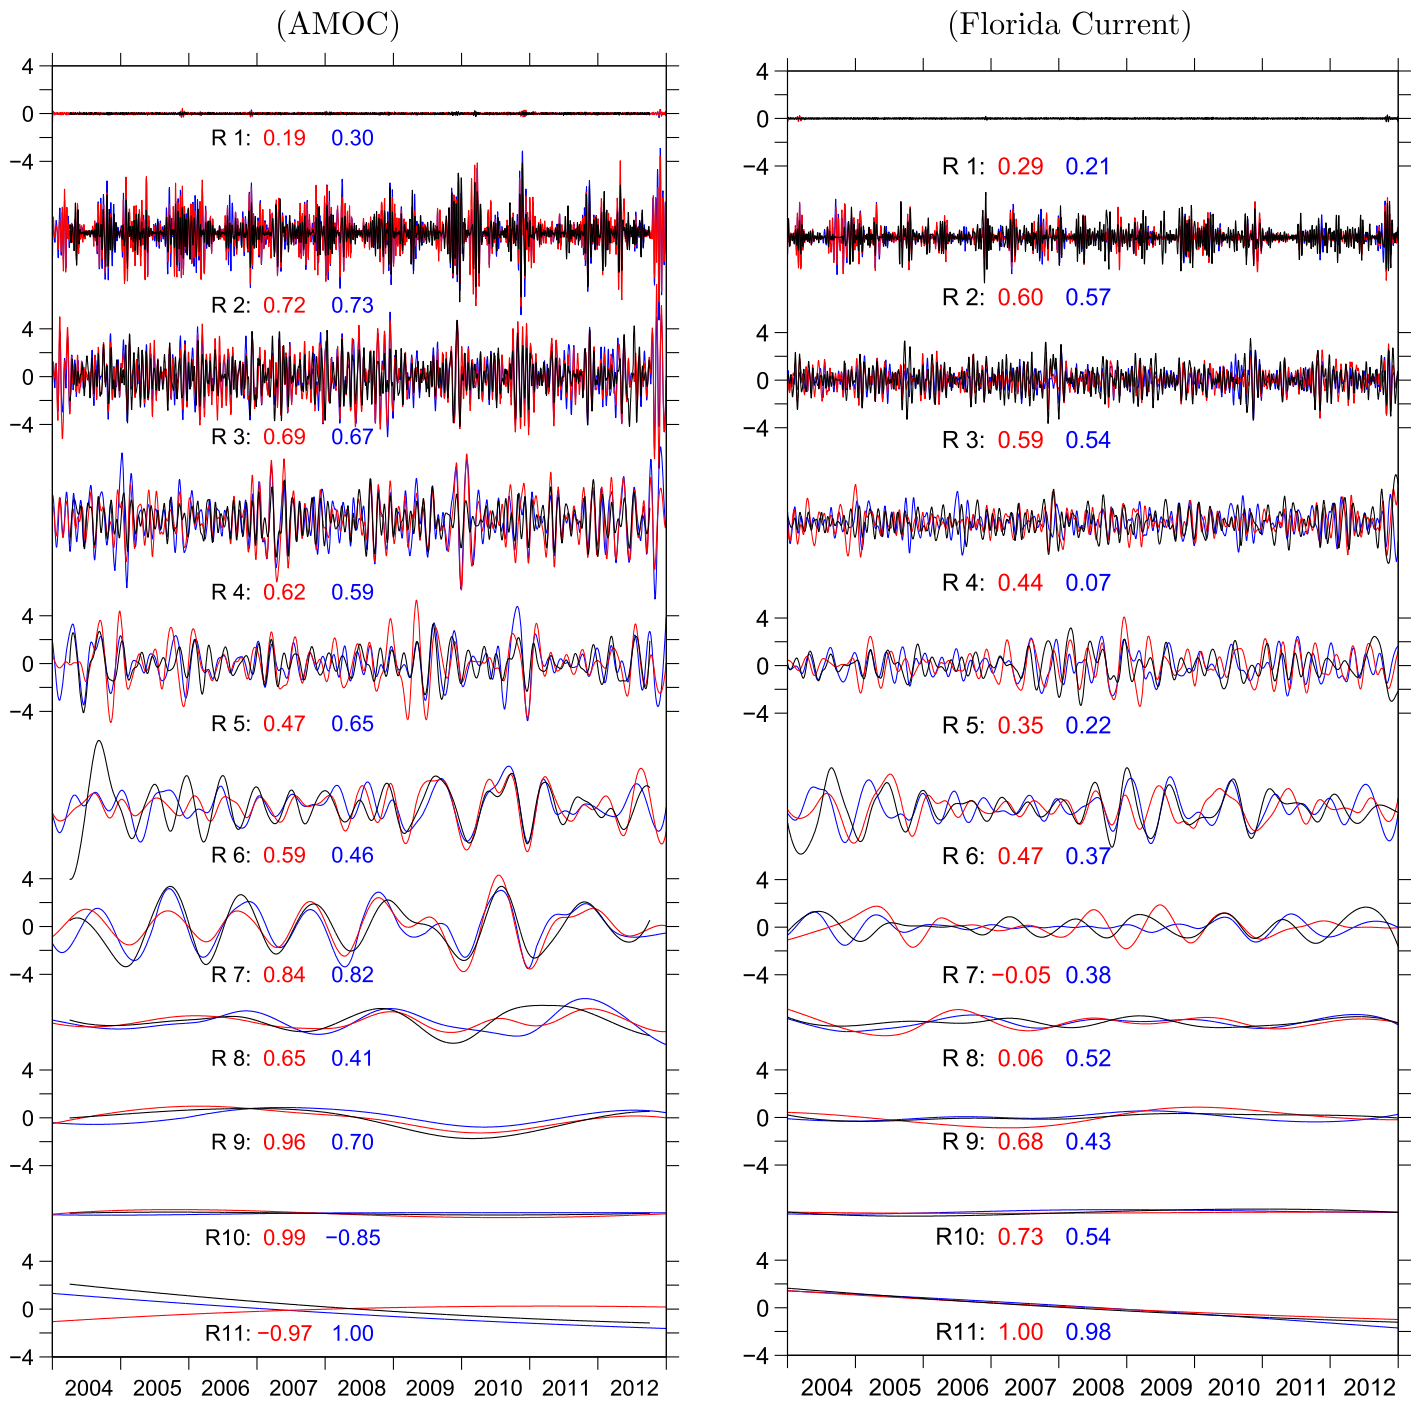 (AMOC)
4
0
−4
R 1: 0.19 0.30
R 2: 0.72 0.73
4
0
−4
R 3: 0.69 0.67
R 4: 0.62 0.59
4
0
−4
R 5: 0.47 0.65
R 6: 0.59 0.46
4
0
−4
R 7: 0.84 0.82
R 8: 0.65 0.41
4
0
−4
R 9: 0.96 0.70
R10: 0.99 −0.85
4
0
−4
R11: −0.97 1.00
2004 2005 2006 2007 2008 2009 2010 2011 2012
(Florida Current)
4
0
−4
R 1: 0.29 0.21
R 2: 0.60 0.57
4
0
−4
R 3: 0.59 0.54
R 4: 0.44 0.07
4
0
−4
R 5: 0.35 0.22
R 6: 0.47 0.37
4
0
−4
R 7: −0.05 0.38
R 8: 0.06 0.52
4
0
−4
R 9: 0.68 0.43
R10: 0.73 0.54
4
0
−4
R11: 1.00 0.98
2004 2005 2006 2007 2008 2009 2010 2011 2012